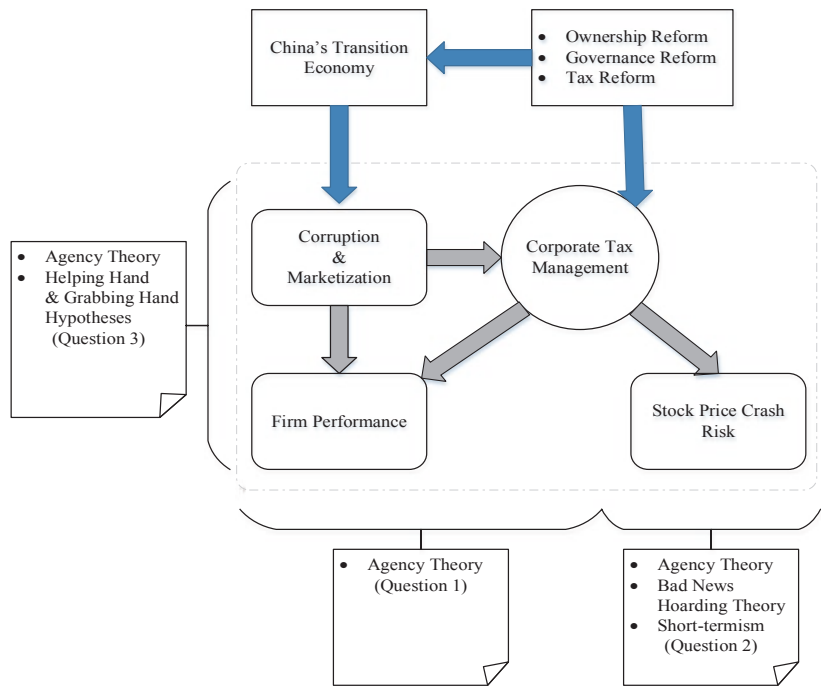 China's Transition
Economy
• Ownership Reform
• Governance Reform
• Tax Reform
• Agency Theory
• Helping Hand
& Grabbing Hand
Hypotheses
(Question 3)
Corruption
&
Marketization
Corporate Tax
Management
Firm Performance
Stock Price Crash
Risk
• Agency Theory
(Question 1)
• Agency Theory
• Bad News
Hoarding Theory
• Short-termism
(Question 2)